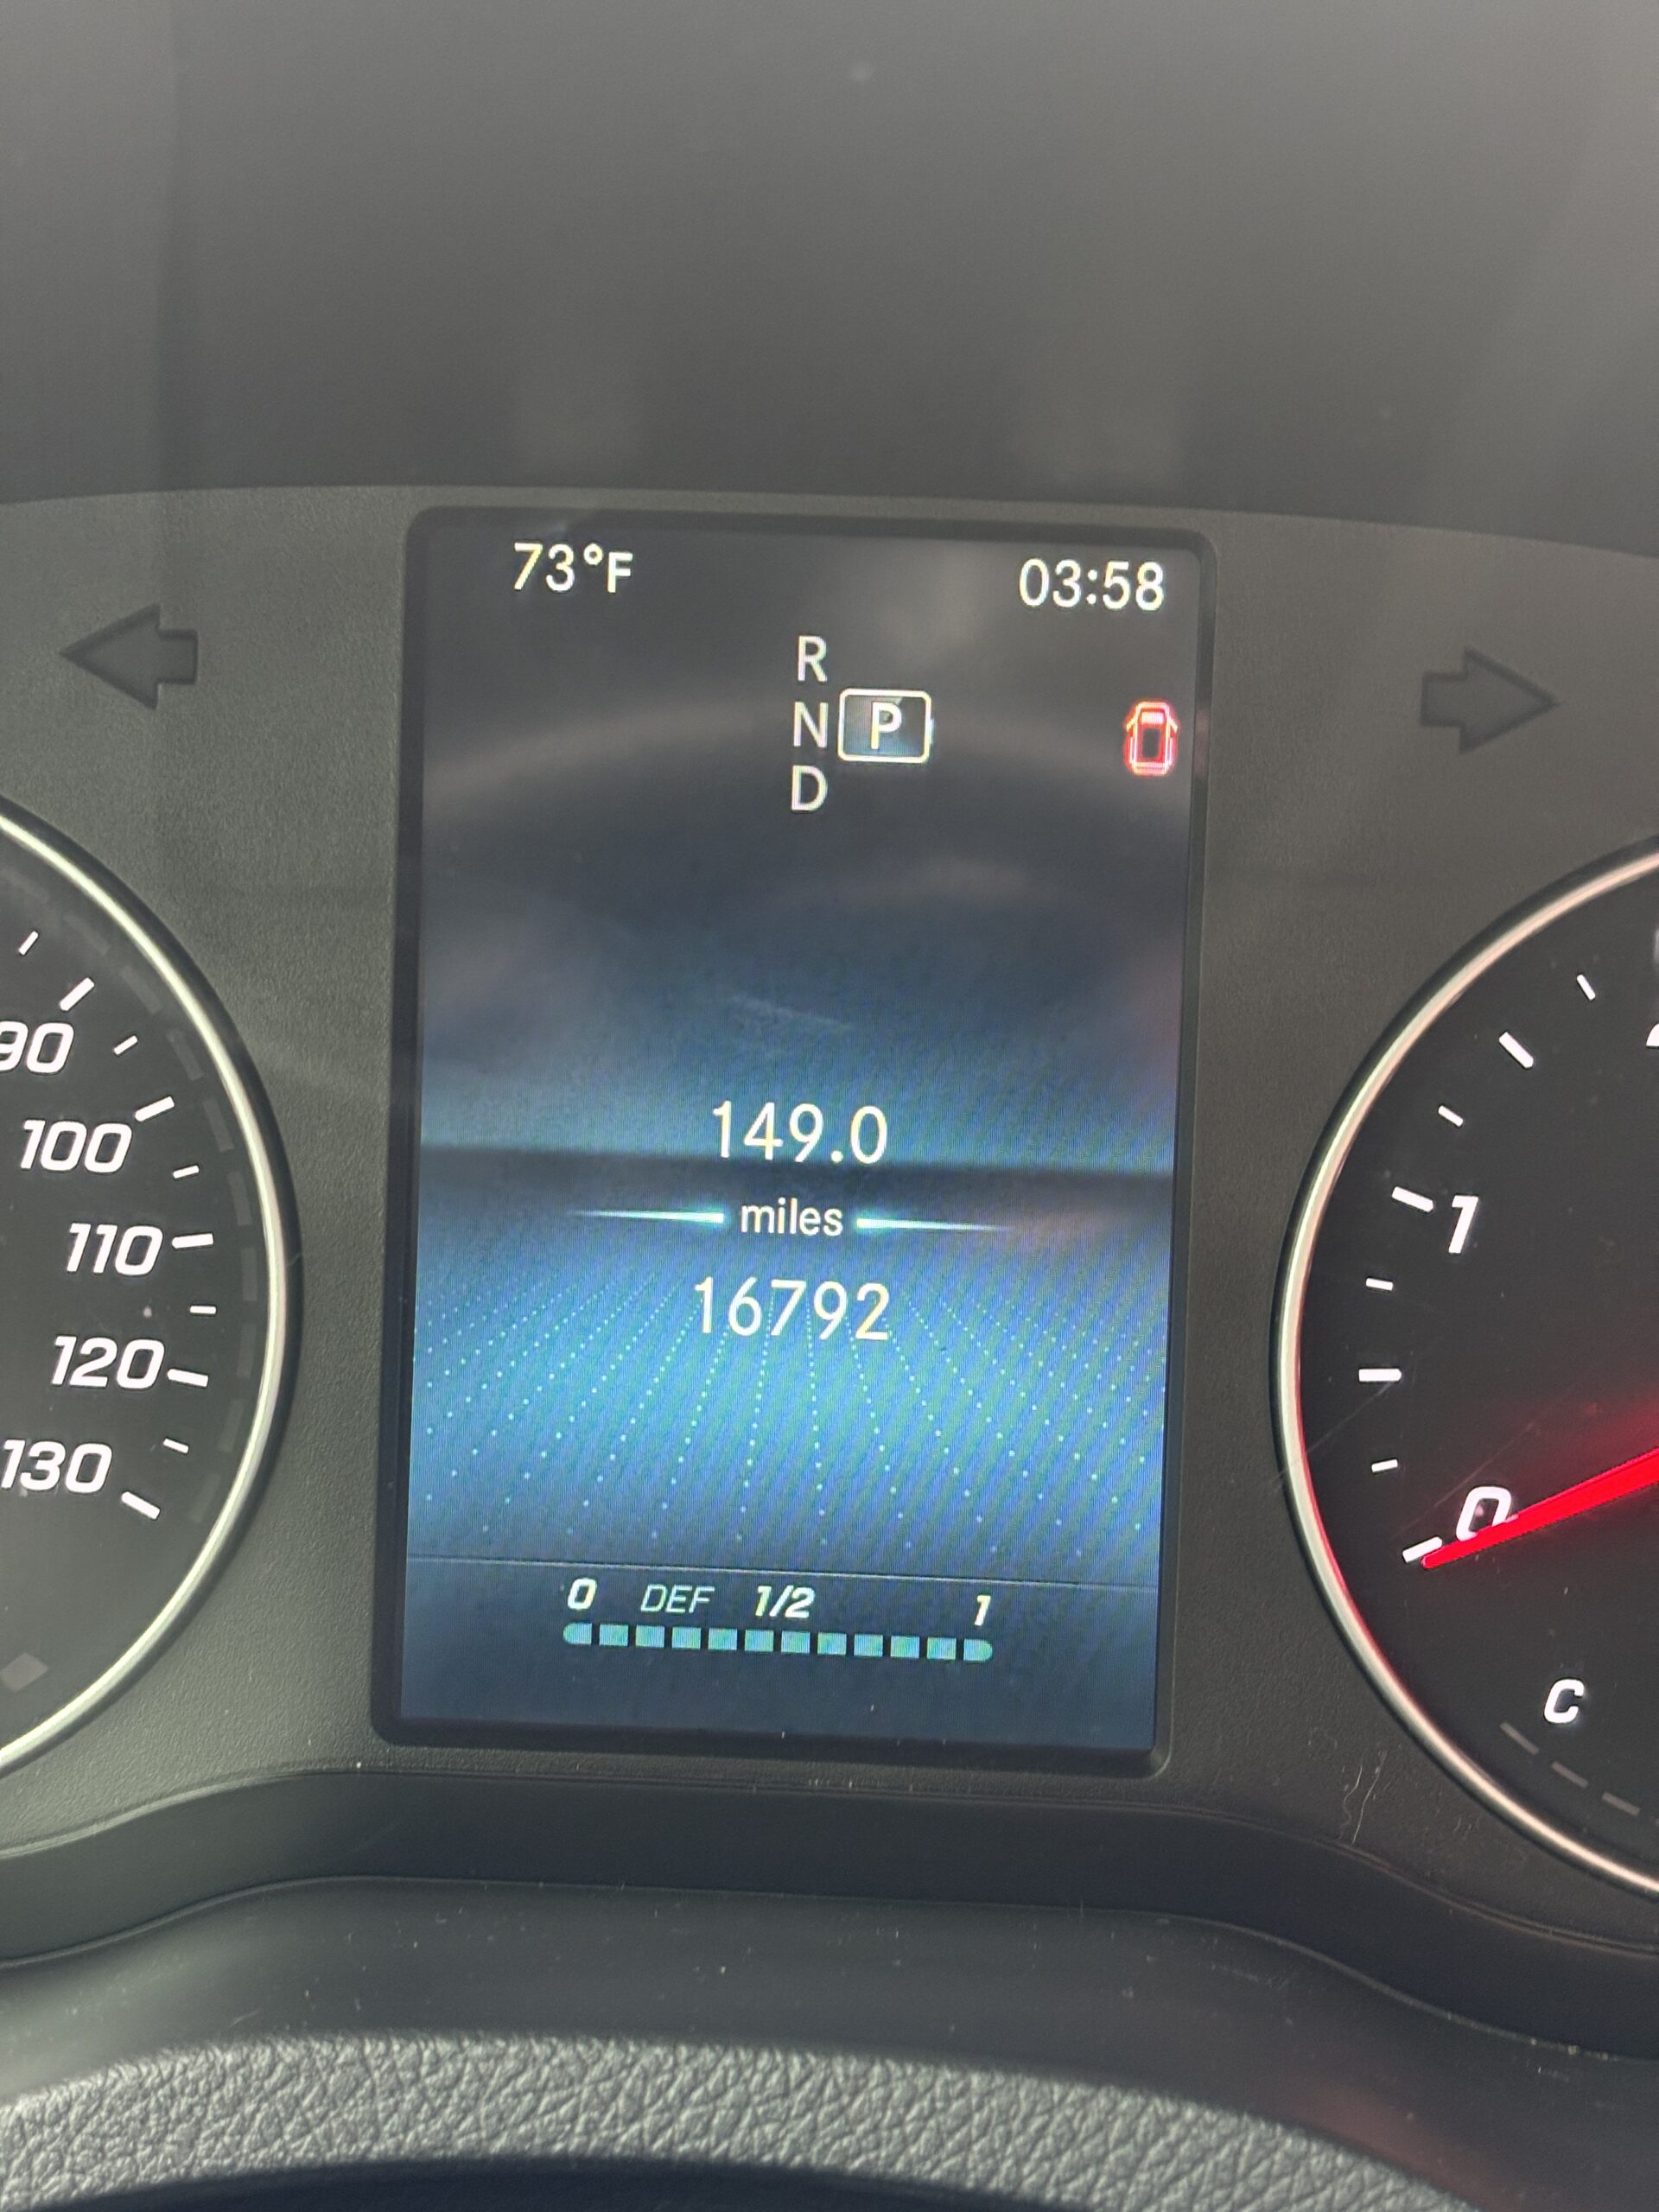 73°F 03:58
R
N P
D
90
100
110
120
130
149.0
miles
16792
0 DEF 1/2 1
1
0
C